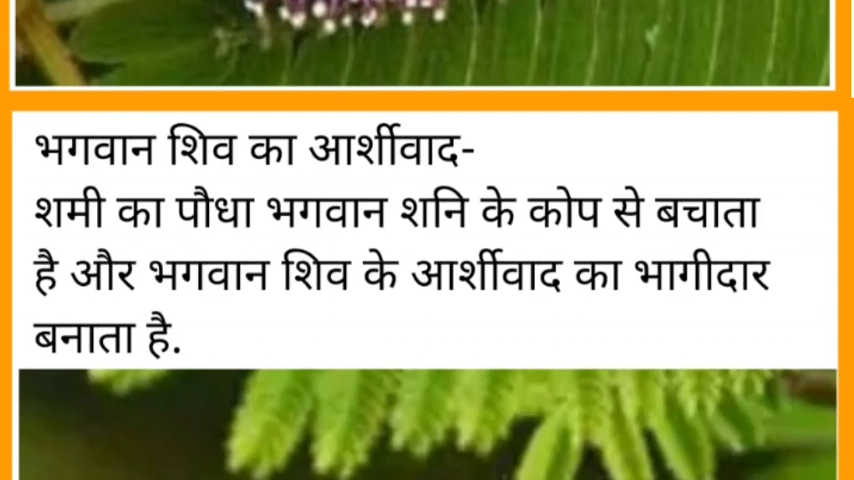 भगवान शिव का आर्शीवाद-
शमी का पौधा भगवान शनि के कोप से बचाता
है और भगवान शिव के आर्शीवाद का भागीदार
बनाता है.